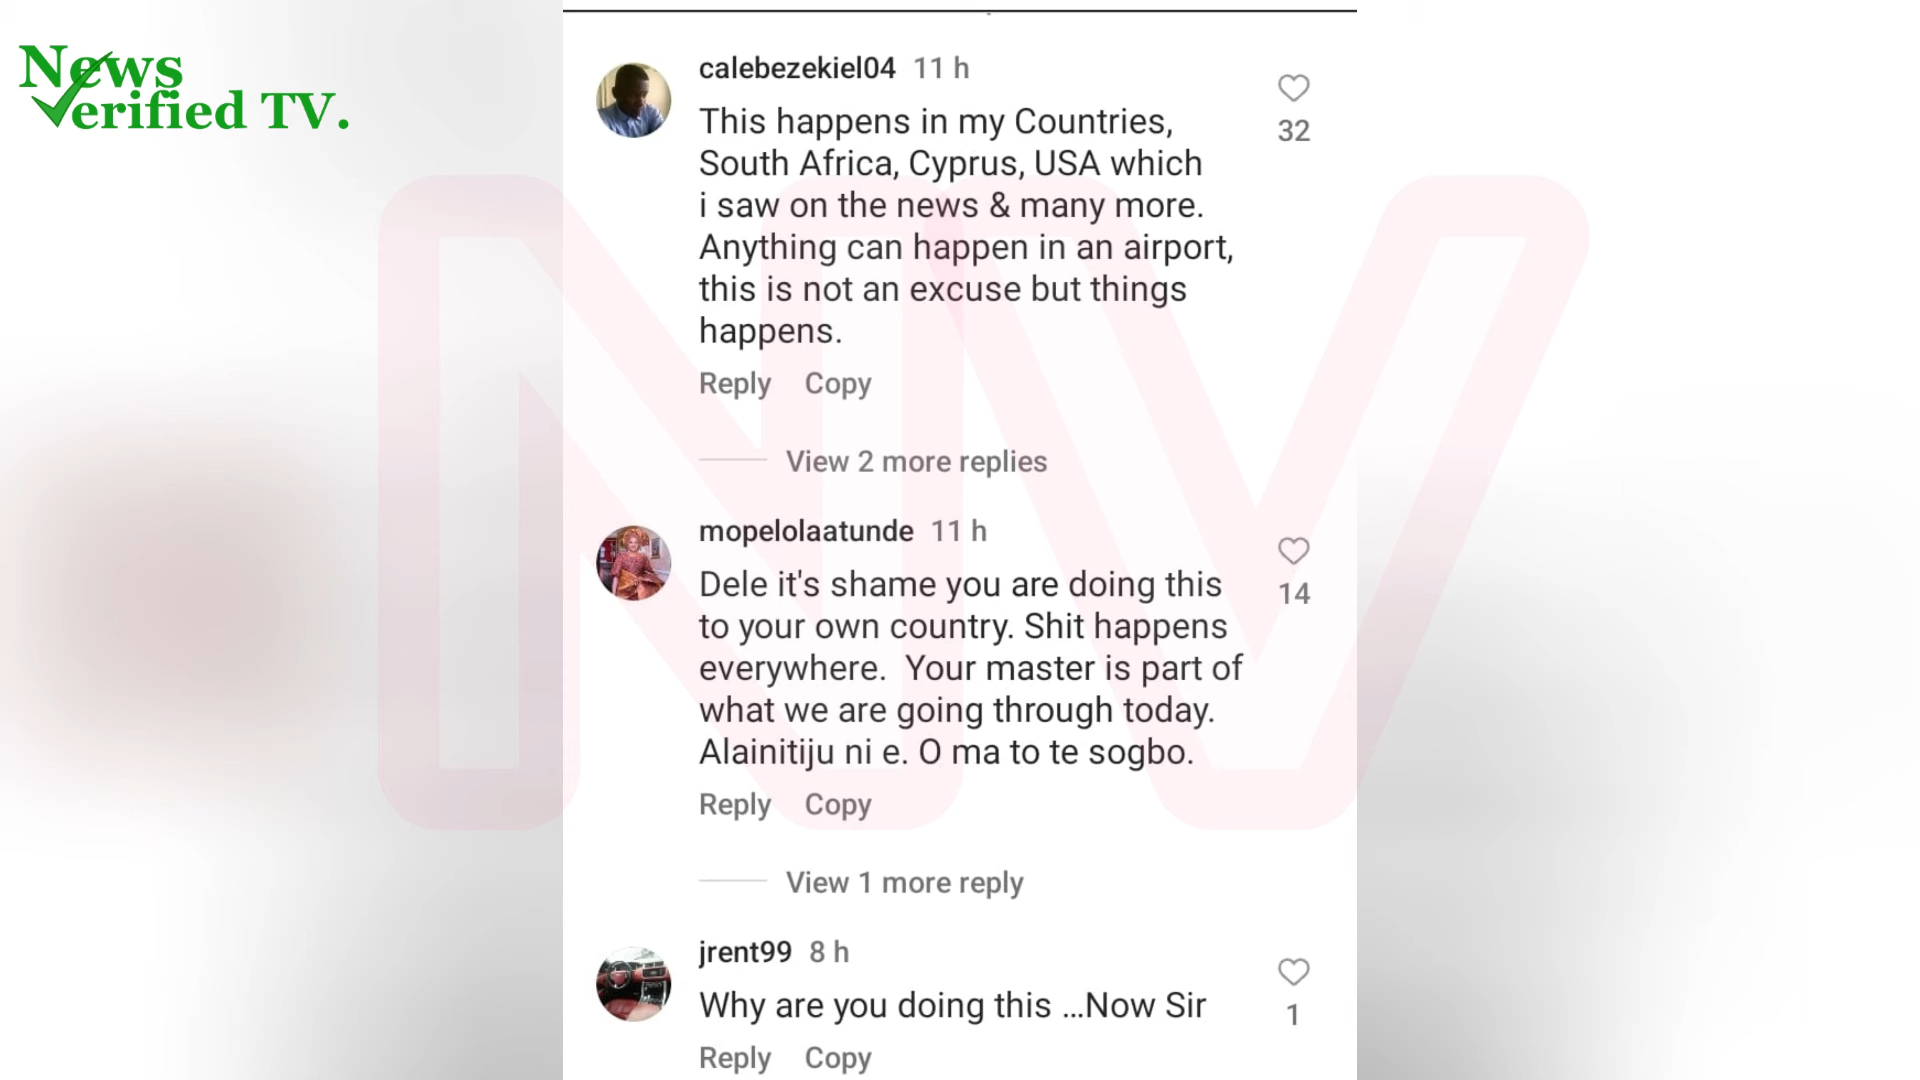 News
Verified TV.
calebezekiel04 11 h
This happens in my Countries,
South Africa, Cyprus, USA which
i saw on the news & many more.
Anything can happen in an airport,
this is not an excuse but things
happens.
32
Reply Copy
View 2 more replies
mopelolaatunde 11 h
Dele it's shame you are doing this
to your own country. Shit happens
everywhere.  Your master is part of
what we are going through today.
Alainitiju ni e. O ma to te sogbo.
14
Reply Copy
View 1 more reply
jrent99 8 h
Why are you doing this ...Now Sir
1
Reply Copy
NV